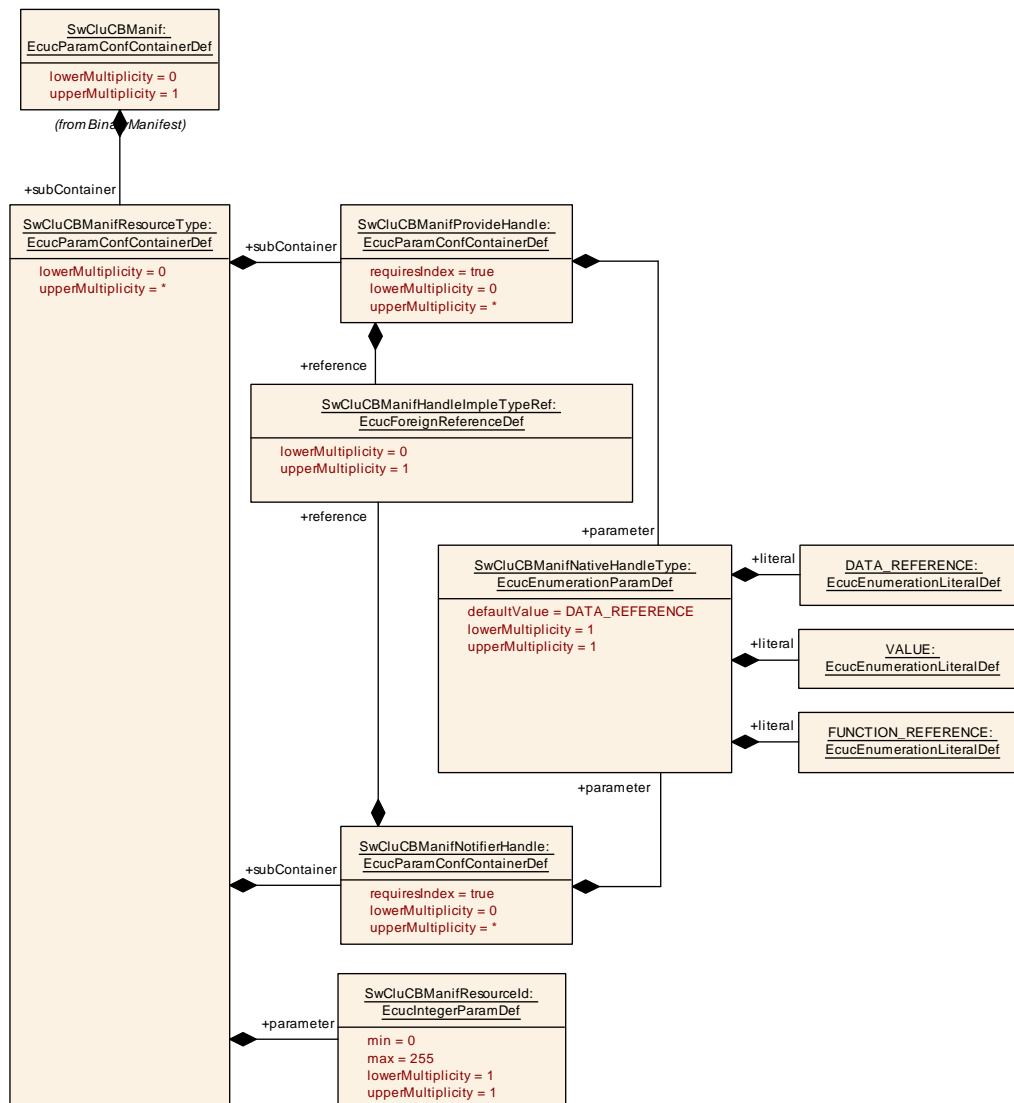 SwCluCBManif:
EcucParamConfContainerDef
lowerMultiplicity = 0
upperMultiplicity = 1
(from BinaryManifest)
+subContainer
SwCluCBManifResourceType:
EcucParamConfContainerDef
lowerMultiplicity = 0
upperMultiplicity = *
+subContainer
SwCluCBManifProvideHandle:
EcucParamConfContainerDef
requiresIndex = true
lowerMultiplicity = 0
upperMultiplicity = *
+reference
SwCluCBManifHandleImpleTypeRef:
EcucForeignReferenceDef
lowerMultiplicity = 0
upperMultiplicity = 1
+reference
+parameter
SwCluCBManifNativeHandleType:
EcucEnumerationParamDef
defaultValue = DATA_REFERENCE
lowerMultiplicity = 1
upperMultiplicity = 1
+literal
DATA_REFERENCE:
EcucEnumerationLiteralDef
+literal
VALUE:
EcucEnumerationLiteralDef
+literal
FUNCTION_REFERENCE:
EcucEnumerationLiteralDef
+parameter
+subContainer
SwCluCBManifNotifierHandle:
EcucParamConfContainerDef
requiresIndex = true
lowerMultiplicity = 0
upperMultiplicity = *
+parameter
SwCluCBManifResourceId:
EcucIntegerParamDef
min = 0
max = 255
lowerMultiplicity = 1
upperMultiplicity = 1